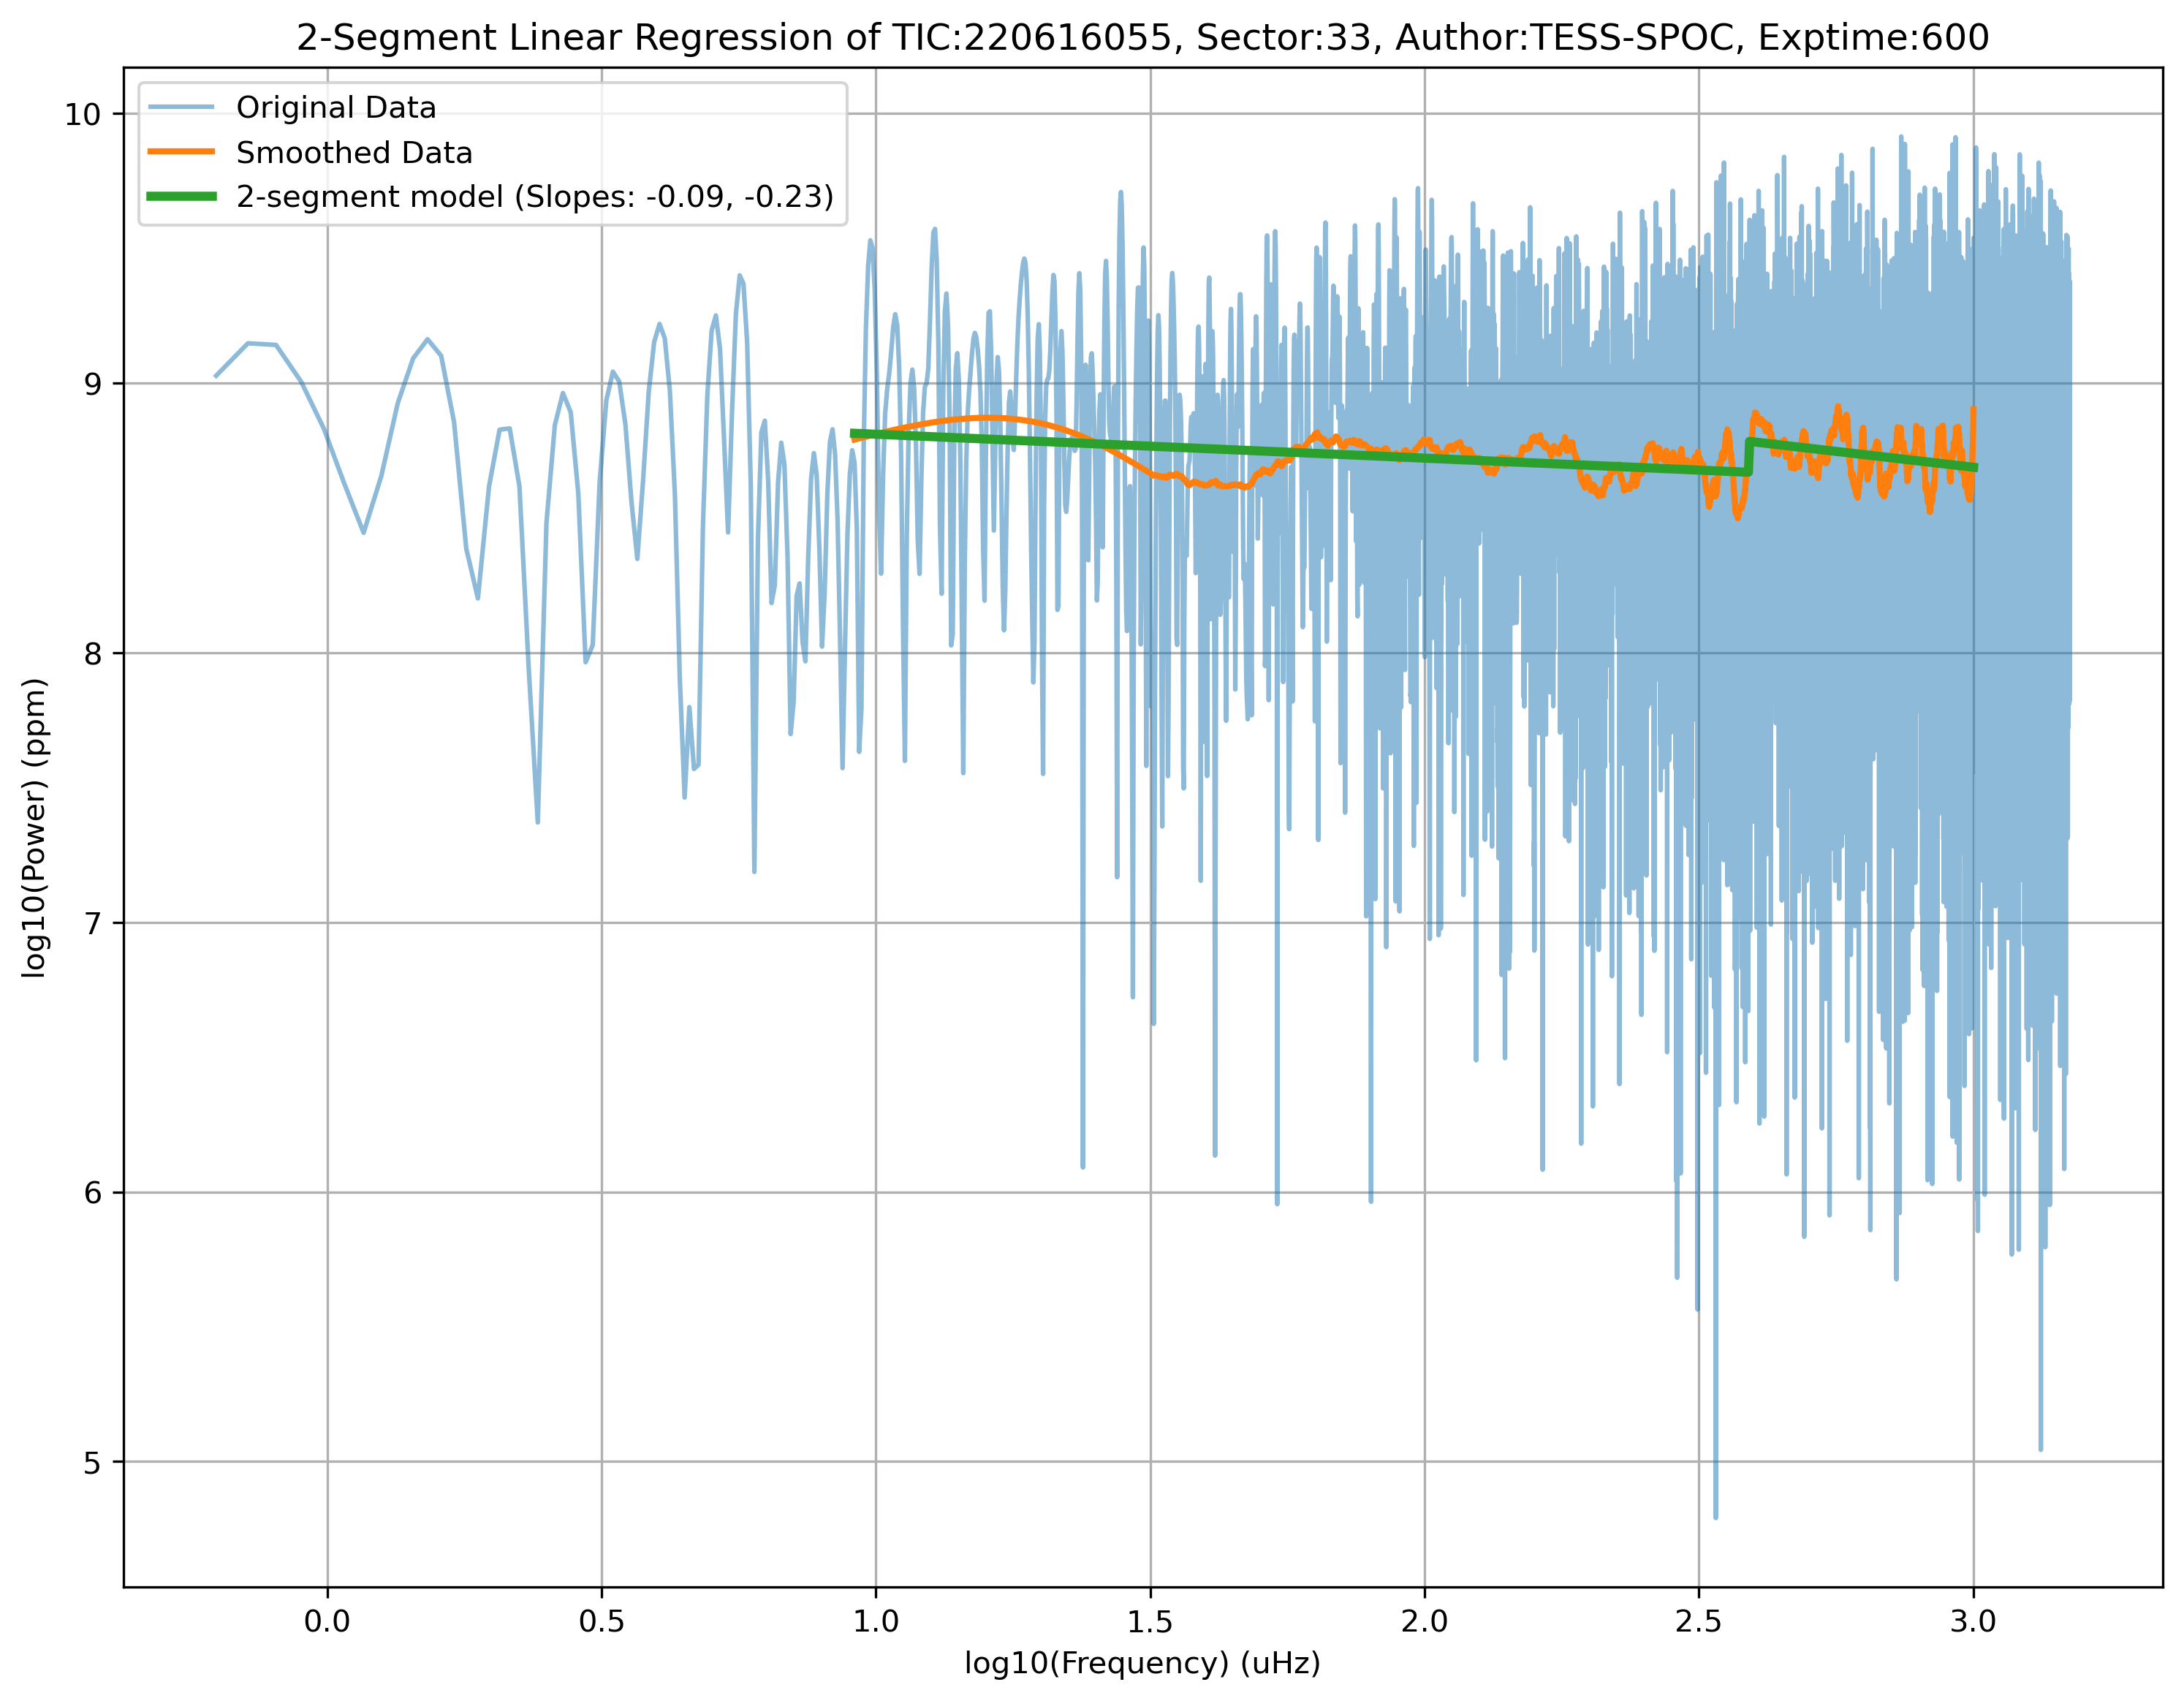 2-Segment Linear Regression of TIC:220616055, Sector:33, Author:TESS-SPOC, Exptime:600
Original Data
Smoothed Data
2-segment model (Slopes: -0.09, -0.23)
log10(Power) (ppm)
10
9
8
7
6
5
0.0 0.5 1.0 1.5 2.0 2.5 3.0
log10(Frequency) (uHz)